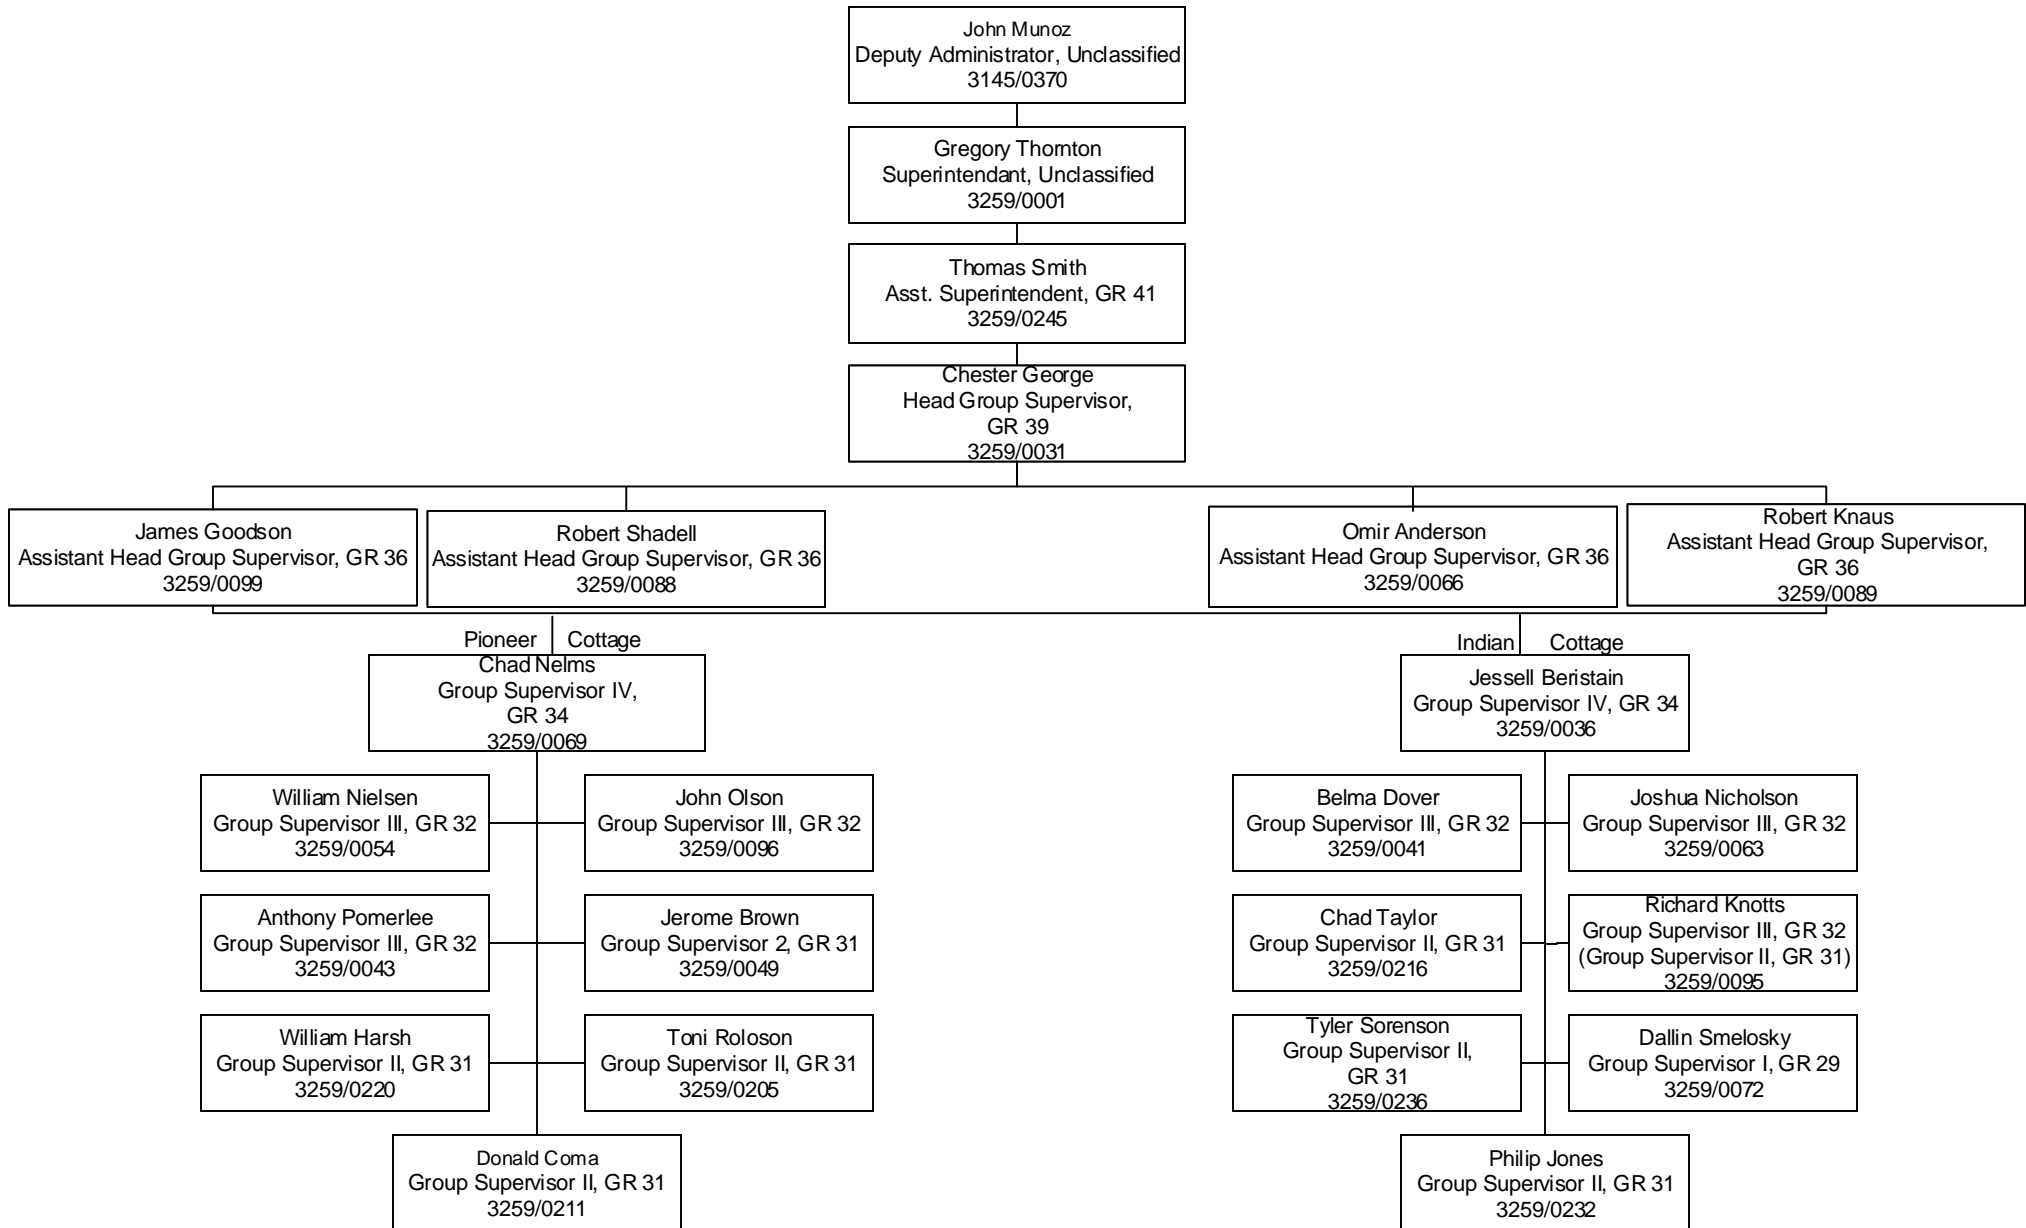 John Munoz
Deputy Administrator, Unclassified
3145/0370
Gregory Thornton
Superintendant, Unclassified
3259/0001
Thomas Smith
Asst. Superintendent, GR 41
3259/0245
Chester George
Head Group Supervisor,
GR 39
3259/0031
James Goodson
Assistant Head Group Supervisor, GR 36
3259/0099
Robert Shadell
Assistant Head Group Supervisor, GR 36
3259/0088
Omir Anderson
Assistant Head Group Supervisor, GR 36
3259/0066
Robert Knaus
Assistant Head Group Supervisor,
GR 36
3259/0089
Pioneer Cottage
Chad Nelms
Group Supervisor IV,
GR 34
3259/0069
William Nielsen
Group Supervisor III, GR 32
3259/0054
John Olson
Group Supervisor III, GR 32
3259/0096
Anthony Pomerlee
Group Supervisor III, GR 32
3259/0043
Jerome Brown
Group Supervisor 2, GR 31
3259/0049
William Harsh
Group Supervisor II, GR 31
3259/0220
Toni Roloson
Group Supervisor II, GR 31
3259/0205
Donald Coma
Group Supervisor II, GR 31
3259/0211
Indian Cottage
Jessell Beristain
Group Supervisor IV, GR 34
3259/0036
Belma Dover
Group Supervisor III, GR 32
3259/0041
Joshua Nicholson
Group Supervisor III, GR 32
3259/0063
Chad Taylor
Group Supervisor II, GR 31
3259/0216
Richard Knotts
Group Supervisor III, GR 32
(Group Supervisor II, GR 31)
3259/0095
Tyler Sorenson
Group Supervisor II,
GR 31
3259/0236
Dallin Smelosky
Group Supervisor I, GR 29
3259/0072
Philip Jones
Group Supervisor II, GR 31
3259/0232